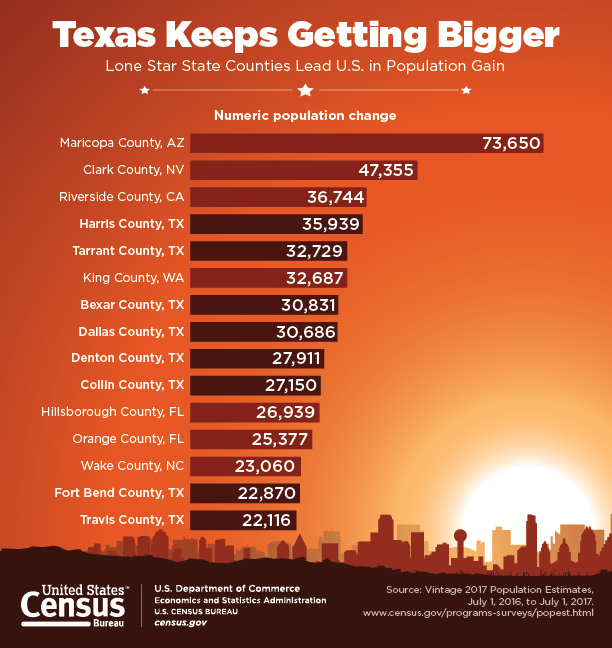 Texas Keeps Getting Bigger
Lone Star State Counties Lead U.S. in Population Gain
Numeric population change
Maricopa County, AZ 73,650
Clark County, NV 47,355
Riverside County, CA 36,744
Harris County, TX 35,939
Tarrant County, TX 32,729
King County, WA 32,687
Bexar County, TX 30,831
Dallas County, TX 30,686
Denton County, TX 27,911
Collin County, TX 27,150
Hillsborough County, FL 26,939
Orange County, FL 25,377
Wake County, NC 23,060
Fort Bend County, TX 22,870
Travis County, TX 22,116
United States™
Census
Bureau
U.S. Department of Commerce
Economics and Statistics Administration
U.S. CENSUS BUREAU
census.gov
Source: Vintage 2017 Population Estimates,
July 1, 2016, to July 1, 2017.
www.census.gov/programs-surveys/popest.html